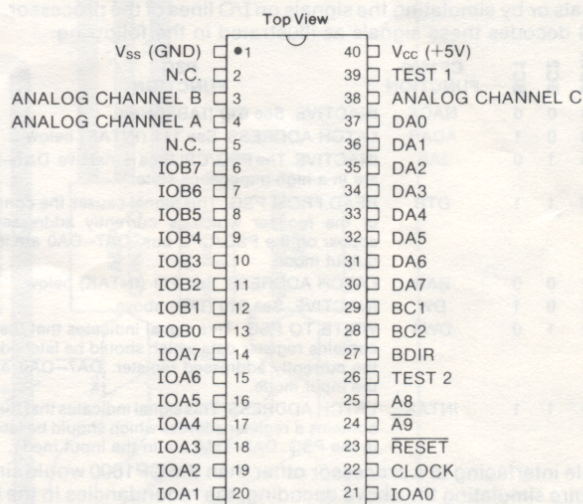 Top View
Vss (GND) 1 40 Vcc (+5V)
N.C. 2 39 TEST 1
ANALOG CHANNEL B 3 38 ANALOG CHANNEL C
ANALOG CHANNEL A 4 37 DA0
N.C. 5 36 DA1
IOB7 6 35 DA2
IOB6 7 34 DA3
IOB5 8 33 DA4
IOB4 9 32 DA5
IOB3 10 31 DA6
IOB2 11 30 DA7
IOB1 12 29 BC1
IOB0 13 28 BC2
IOA7 14 27 BDIR
IOA6 15 26 TEST 2
IOA5 16 25 A8
IOA4 17 24 A9
IOA3 18 23 RESET
IOA2 19 22 CLOCK
IOA1 20 21 IOA0